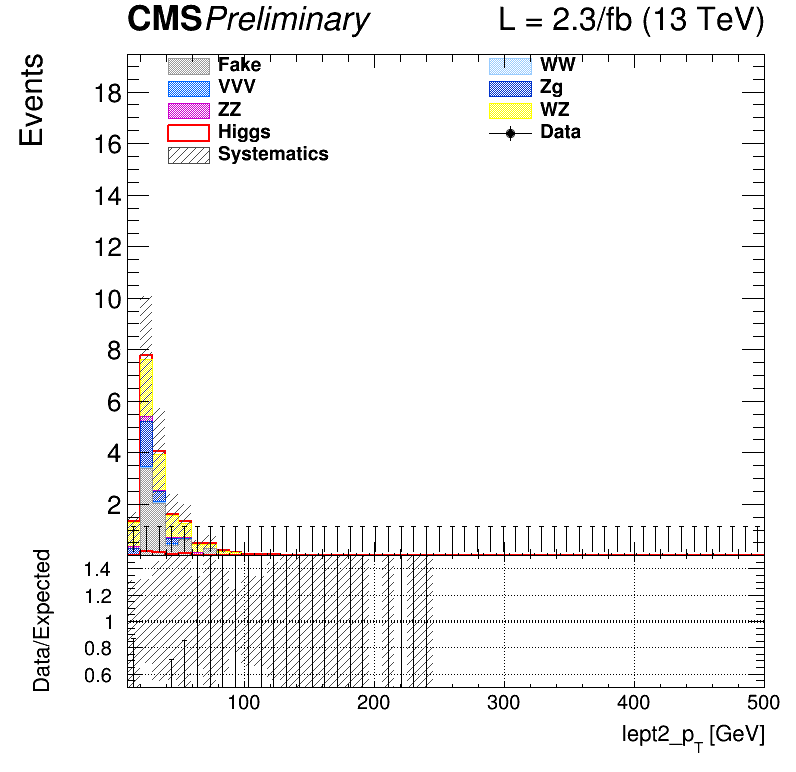 CMS Preliminary L = 2.3/fb (13 TeV)
Events
Fake WW
VVV Zg
ZZ WZ
Higgs Data
Systematics
18
16
14
12
10
8
6
4
2
Data/Expected
1.4
1.2
1
0.8
0.6
100 200 300 400 500
lept2_p_T [GeV]